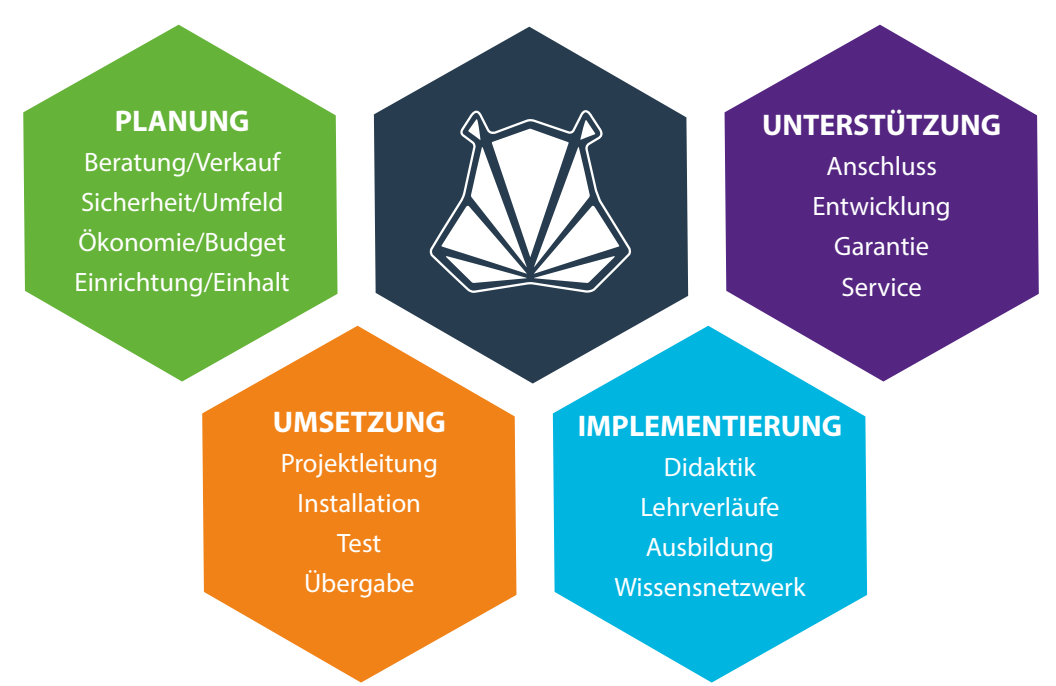 PLANUNG
Beratung/Verkauf
Sicherheit/Umfeld
Ökonomie/Budget
Einrichtung/Einhalt
UNTERSTÜTZUNG
Anschluss
Entwicklung
Garantie
Service
UMSETZUNG
Projektleitung
Installation
Test
Übergabe
IMPLEMENTIERUNG
Didaktik
Lehrverläufe
Ausbildung
Wissensnetzwerk